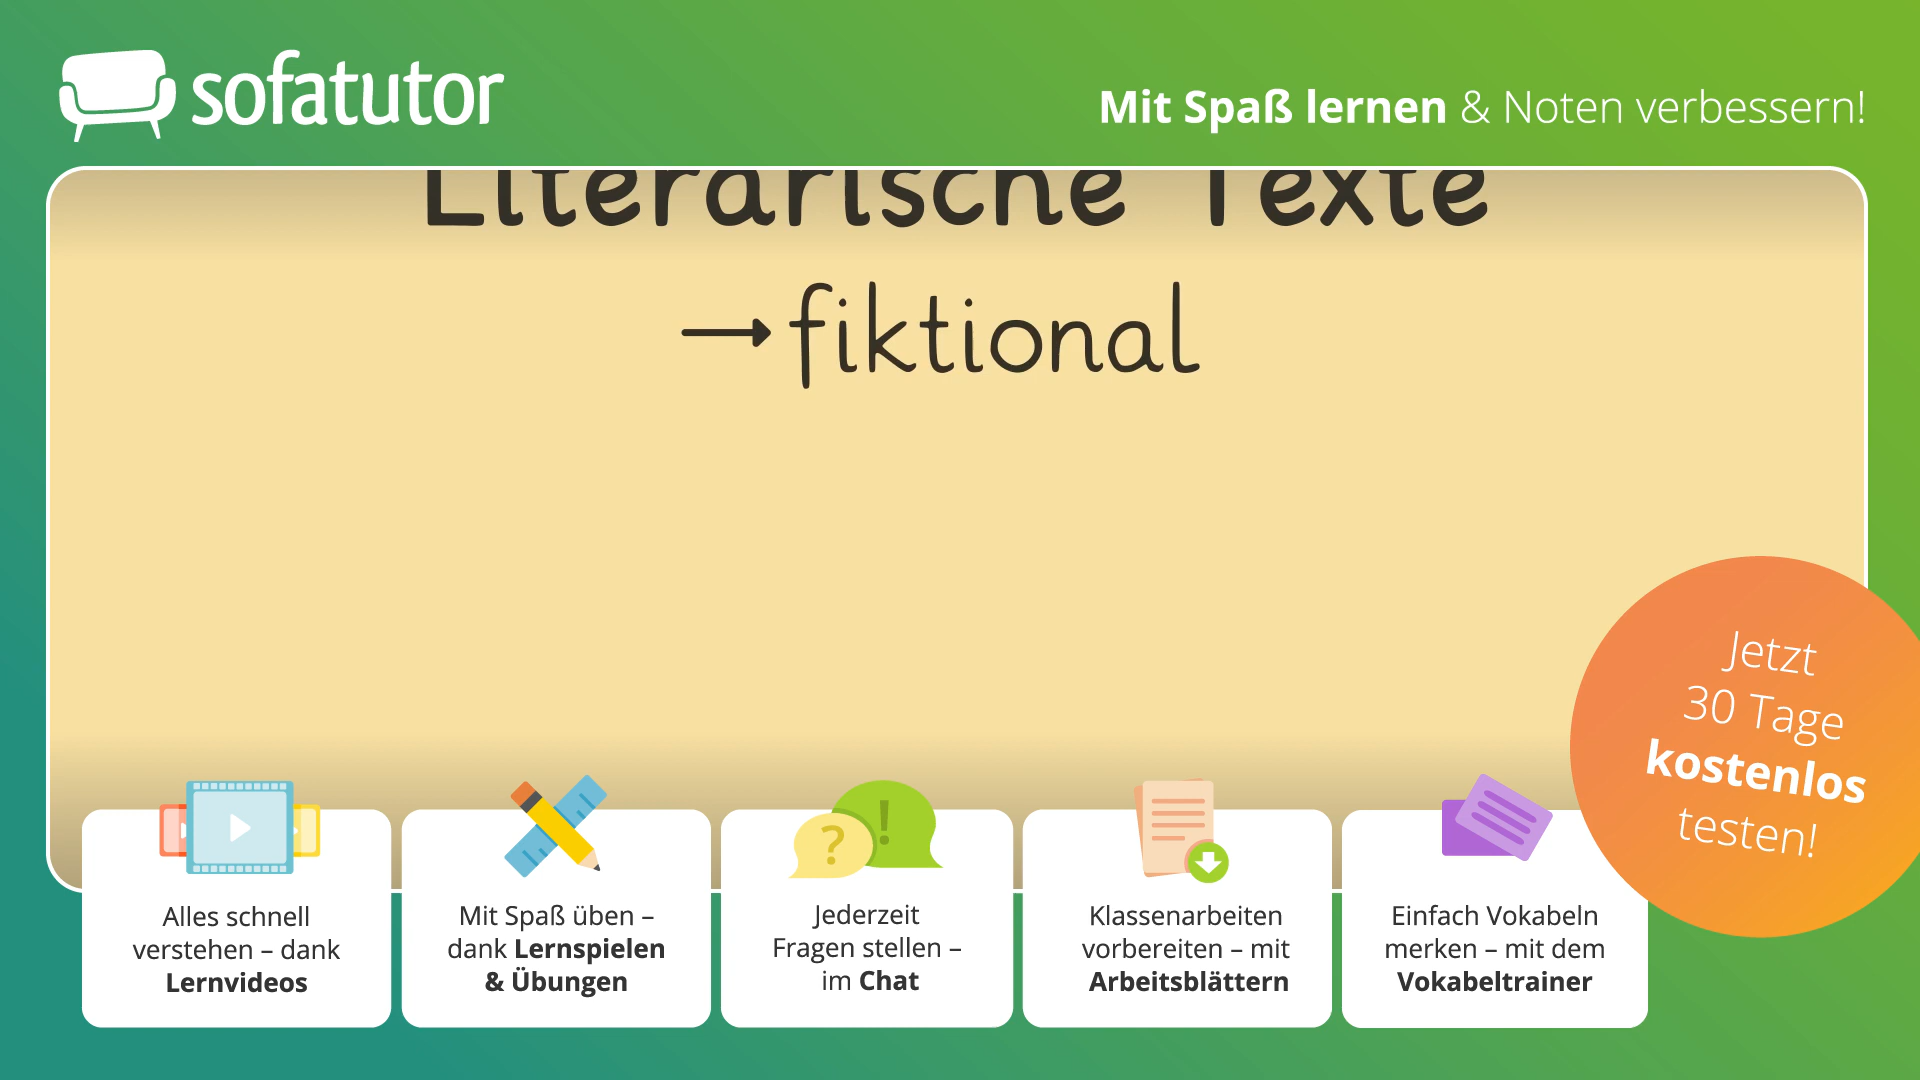 sofatutor
Mit Spaß lernen & Noten verbessern!
Literarische Texte
→ fiktional
Jetzt
30 Tage
kostenlos
testen!
? !
Alles schnell
verstehen – dank
Lernvideos
Mit Spaß üben –
dank Lernspielen
& Übungen
Jederzeit
Fragen stellen –
im Chat
Klassenarbeiten
vorbereiten – mit
Arbeitsblättern
Einfach Vokabeln
merken – mit dem
Vokabeltrainer